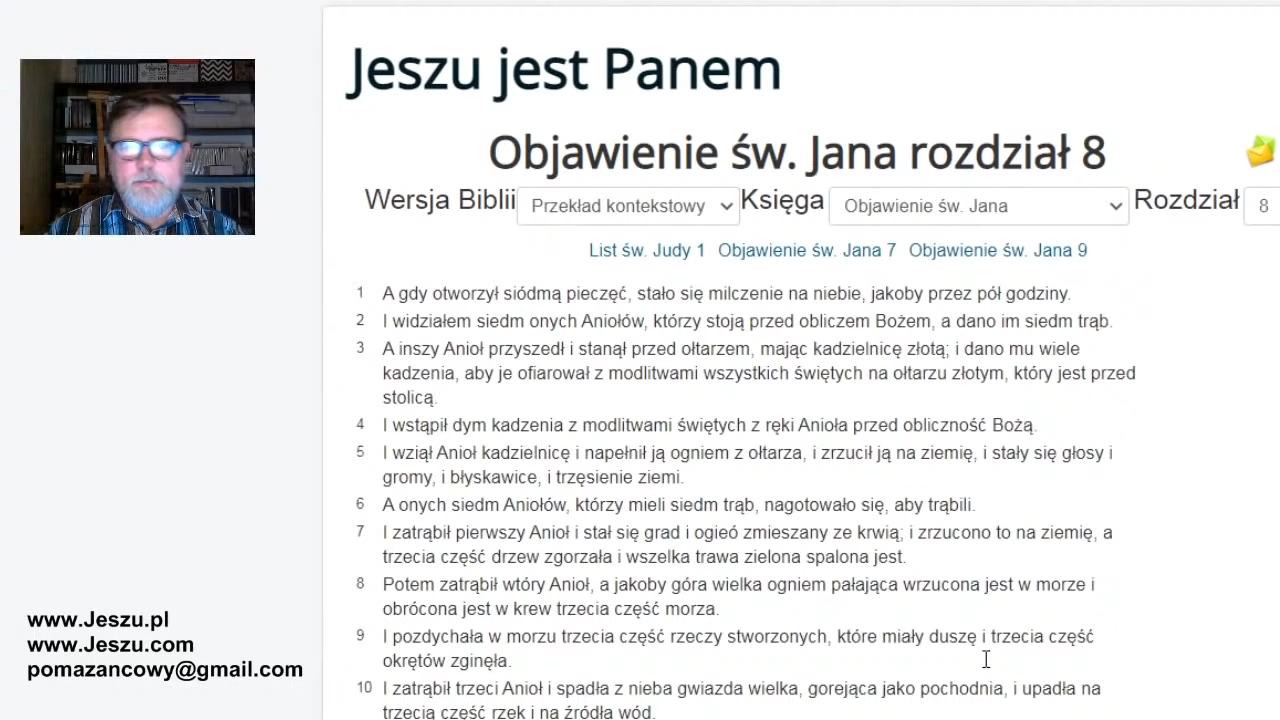 Jeszu jest Panem
Objawienie św. Jana rozdział 8
Wersja Biblii Przekład kontekstowy Księga Objawienie św. Jana Rozdział 8
List św. Judy 1 Objawienie św. Jana 7 Objawienie św. Jana 9
1 A gdy otworzył siódmą pieczęć, stało się milczenie na niebie, jakoby przez pół godziny.
2 I widziałem siedm onych Aniołów, którzy stoją przed obliczem Bożem, a dano im siedm trąb.
3 A inszy Anioł przyszedł i stanął przed ołtarzem, mając kadzielnicę złotą; i dano mu wiele
kadzenia, aby je ofiarował z modlitwami wszystkich świętych na ołtarzu złotym, który jest przed
stolicą.
4 I wstąpił dym kadzenia z modlitwami świętych z ręki Anioła przed obliczność Bożą.
5 I wziął Anioł kadzielnicę i napełnił ją ogniem z ołtarza, i zrzucił ją na ziemię, i stały się głosy i
gromy, i błyskawice, i trzęsienie ziemi.
6 A onych siedm Aniołów, którzy mieli siedm trąb, nagotowało się, aby trąbili.
7 I zatrąbił pierwszy Anioł i stał się grad i ogieó zmieszany ze krwią; i zrzucono to na ziemię, a
trzecia część drzew zgorzała i wszelka trawa zielona spalona jest.
8 Potem zatrąbił wtóry Anioł, a jakoby góra wielka ogniem pałająca wrzucona jest w morze i
obrócona jest w krew trzecia część morza.
9 I pozdychała w morzu trzecia część rzeczy stworzonych, które miały duszę i trzecia część
okrętów zginęła.
10 I zatrąbił trzeci Anioł i spadła z nieba gwiazda wielka, gorejąca jako pochodnia, i upadła na
trzecią część rzek i na źródła wód.
www.Jeszu.pl
www.Jeszu.com
pomazancowy@gmail.com